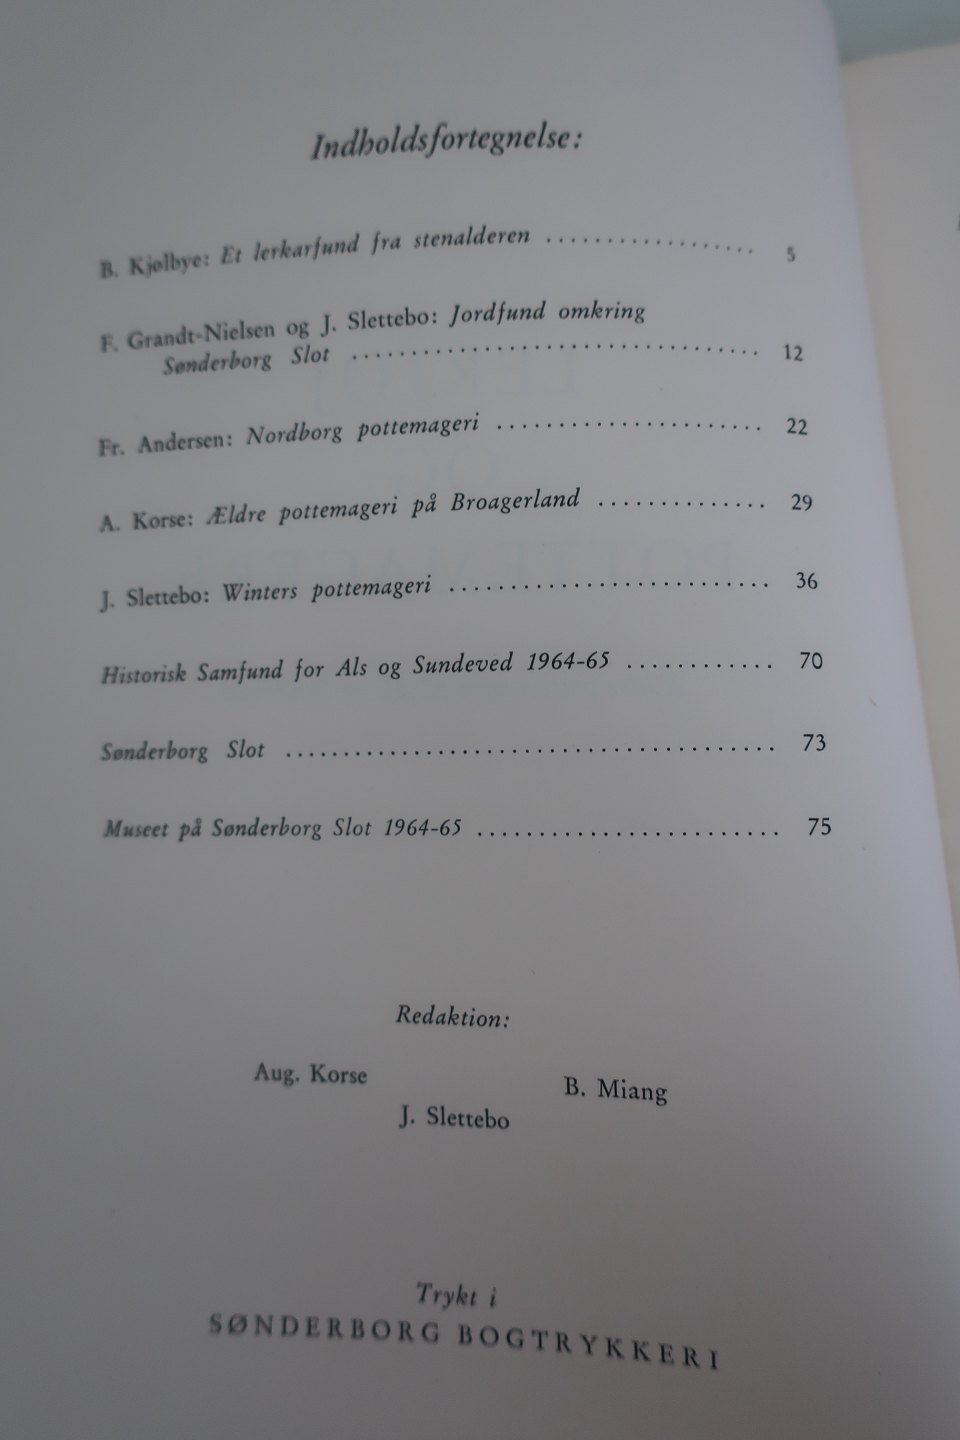 Indholdsfortegnelse:
B. Kjølbye: Et lerkarfund fra stenalderen .................. 5
F. Grandt-Nielsen og J. Slettebo: Jordfund omkring
Sønderborg Slot .................................. 12
Fr. Andersen: Nordborg pottemageri ...................... 22
A. Korse: Ældre pottemageri på Broagerland .............. 29
J. Slettebo: Winters pottemageri .......................... 36
Historisk Samfund for Als og Sundeved 1964-65 ............ 70
Sønderborg Slot ........................................ 73
Museet på Sønderborg Slot 1964-65 ......................... 75
Redaktion:
Aug. Korse
B. Miang
J. Slettebo
Trykt i
SØNDERBORG BOGTRYKKERI